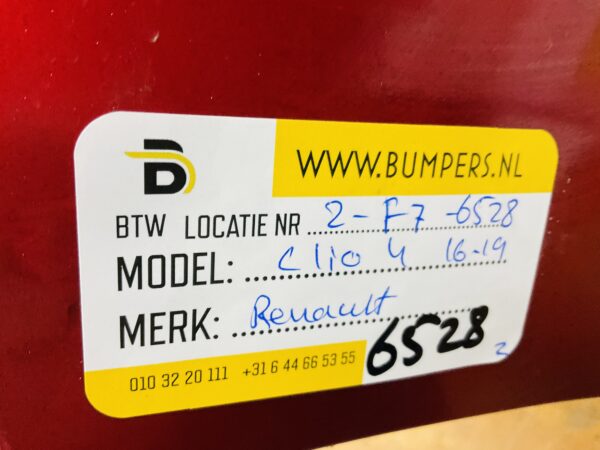 WWW.BUMPERS.NL
BTW LOCATIE NR 2-F7-6528
MODEL: Clio 4 16-19
MERK: Renault
6528
2
010 32 20 111 +31 6 44 66 53 55